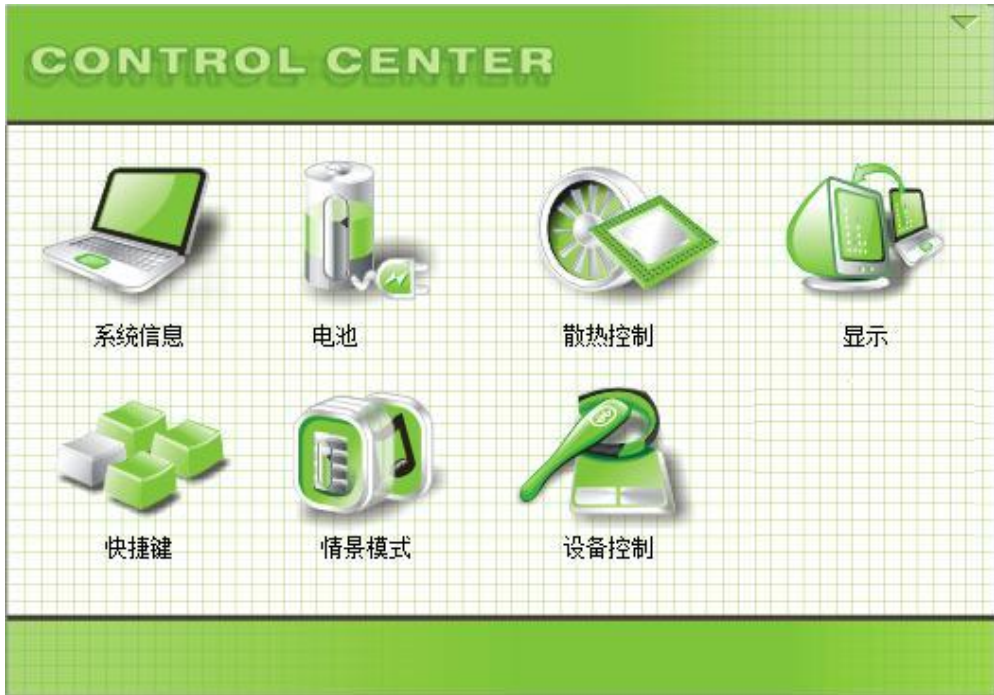 CONTROL CENTER
系统信息
电池
散热控制
显示
快捷键
情景模式
设备控制